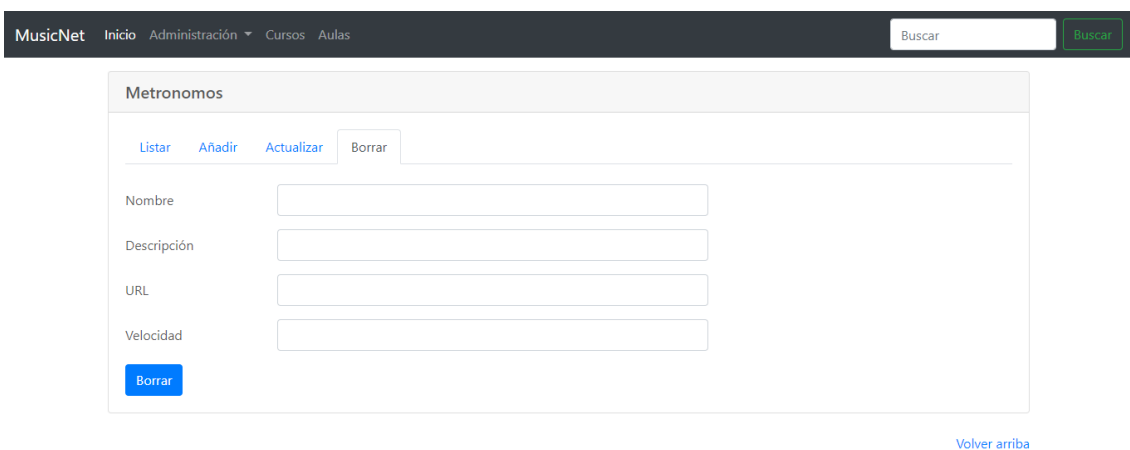 MusicNet Inicio Administración Cursos Aulas Buscar Buscar
Metronomos
Listar Añadir Actualizar Borrar
Nombre
Descripción
URL
Velocidad
Borrar
Volver arriba